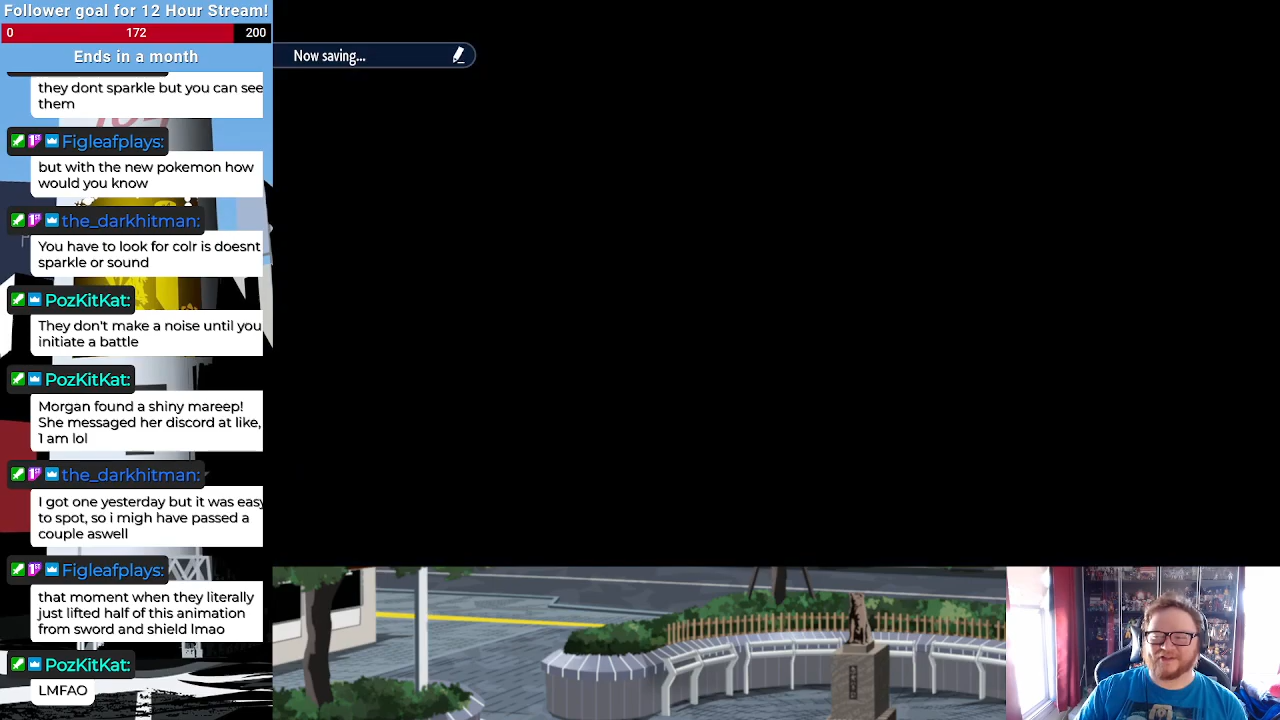 Follower goal for 12 Hour Stream!
0 172 200
Ends in a month
Now saving...
they dont sparkle but you can see
them
Figleafplays:
but with the new pokemon how
would you know
the_darkhitman:
You have to look for colr is doesnt
sparkle or sound
PozKitKat:
They don't make a noise until you
initiate a battle
PozKitKat:
Morgan found a shiny mareep!
She messaged her discord at like,
1 am lol
the_darkhitman:
I got one yesterday but it was easy
to spot, so i migh have passed a
couple aswell
Figleafplays:
that moment when they literally
just lifted half of this animation
from sword and shield lmao
PozKitKat:
LMFAO